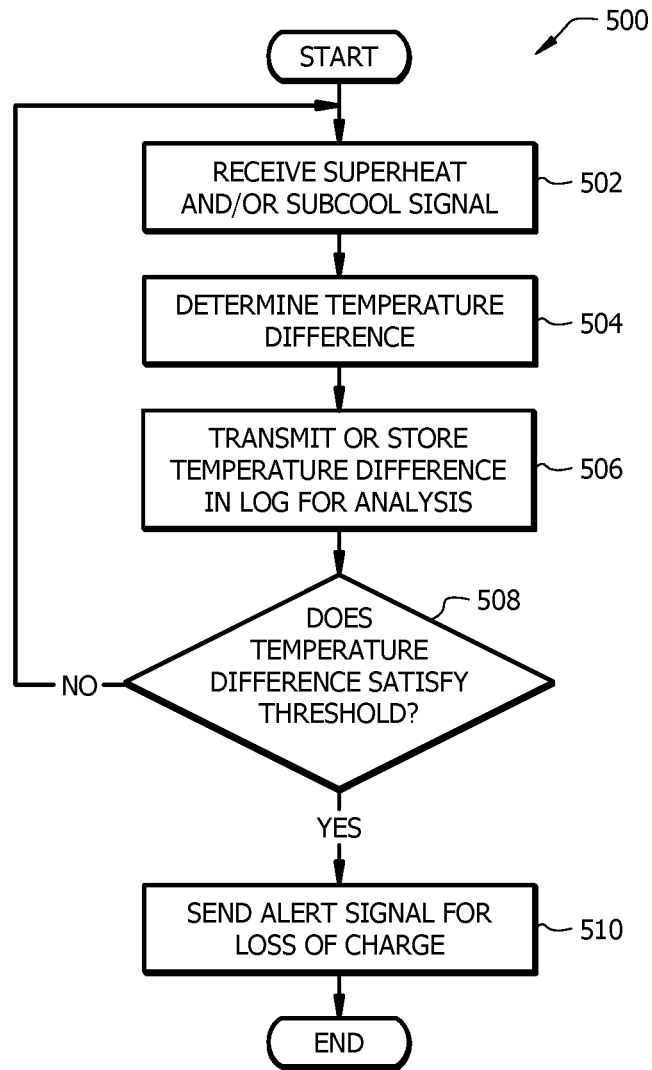 500
START
RECEIVE SUPERHEAT
AND/OR SUBCOOL SIGNAL
502
DETERMINE TEMPERATURE
DIFFERENCE
504
TRANSMIT OR STORE
TEMPERATURE DIFFERENCE
IN LOG FOR ANALYSIS
506
508
DOES
TEMPERATURE
DIFFERENCE SATISFY
THRESHOLD?
NO
YES
SEND ALERT SIGNAL FOR
LOSS OF CHARGE
510
END